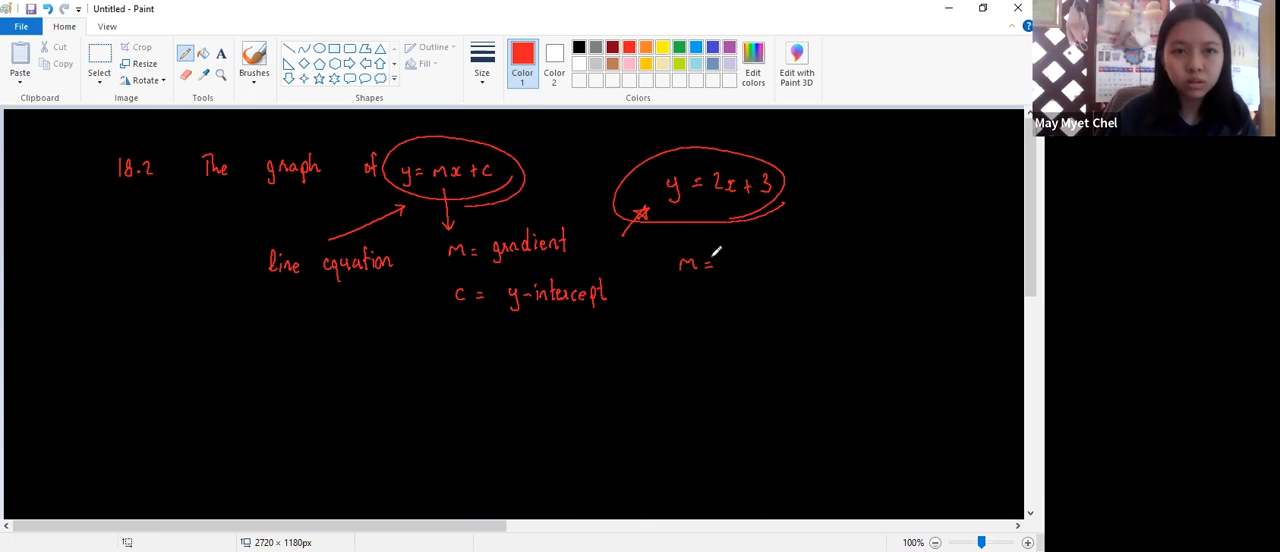 Untitled - Paint
File Home View
Paste
Cut
Copy
Clipboard
Select
Crop
Resize
Rotate
Image
A
Tools
Brushes
Shapes
Outline
Fill
Size
Color 1
Color 2
Edit colors
Colors
Edit with Paint 3D
May Myet Chel
18.2 The graph of y = mx + c
y = 2x + 3
line equation
m = gradient
c = y-intercept
m =
2720 × 1180px
100%